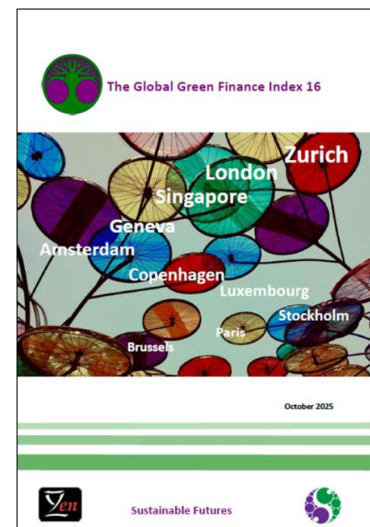 The Global Green Finance Index 16
Zurich
London
Singapore
Geneva
Amsterdam
Copenhagen
Luxembourg
Stockholm
Paris
Brussels
October 2025
Yen
Sustainable Futures